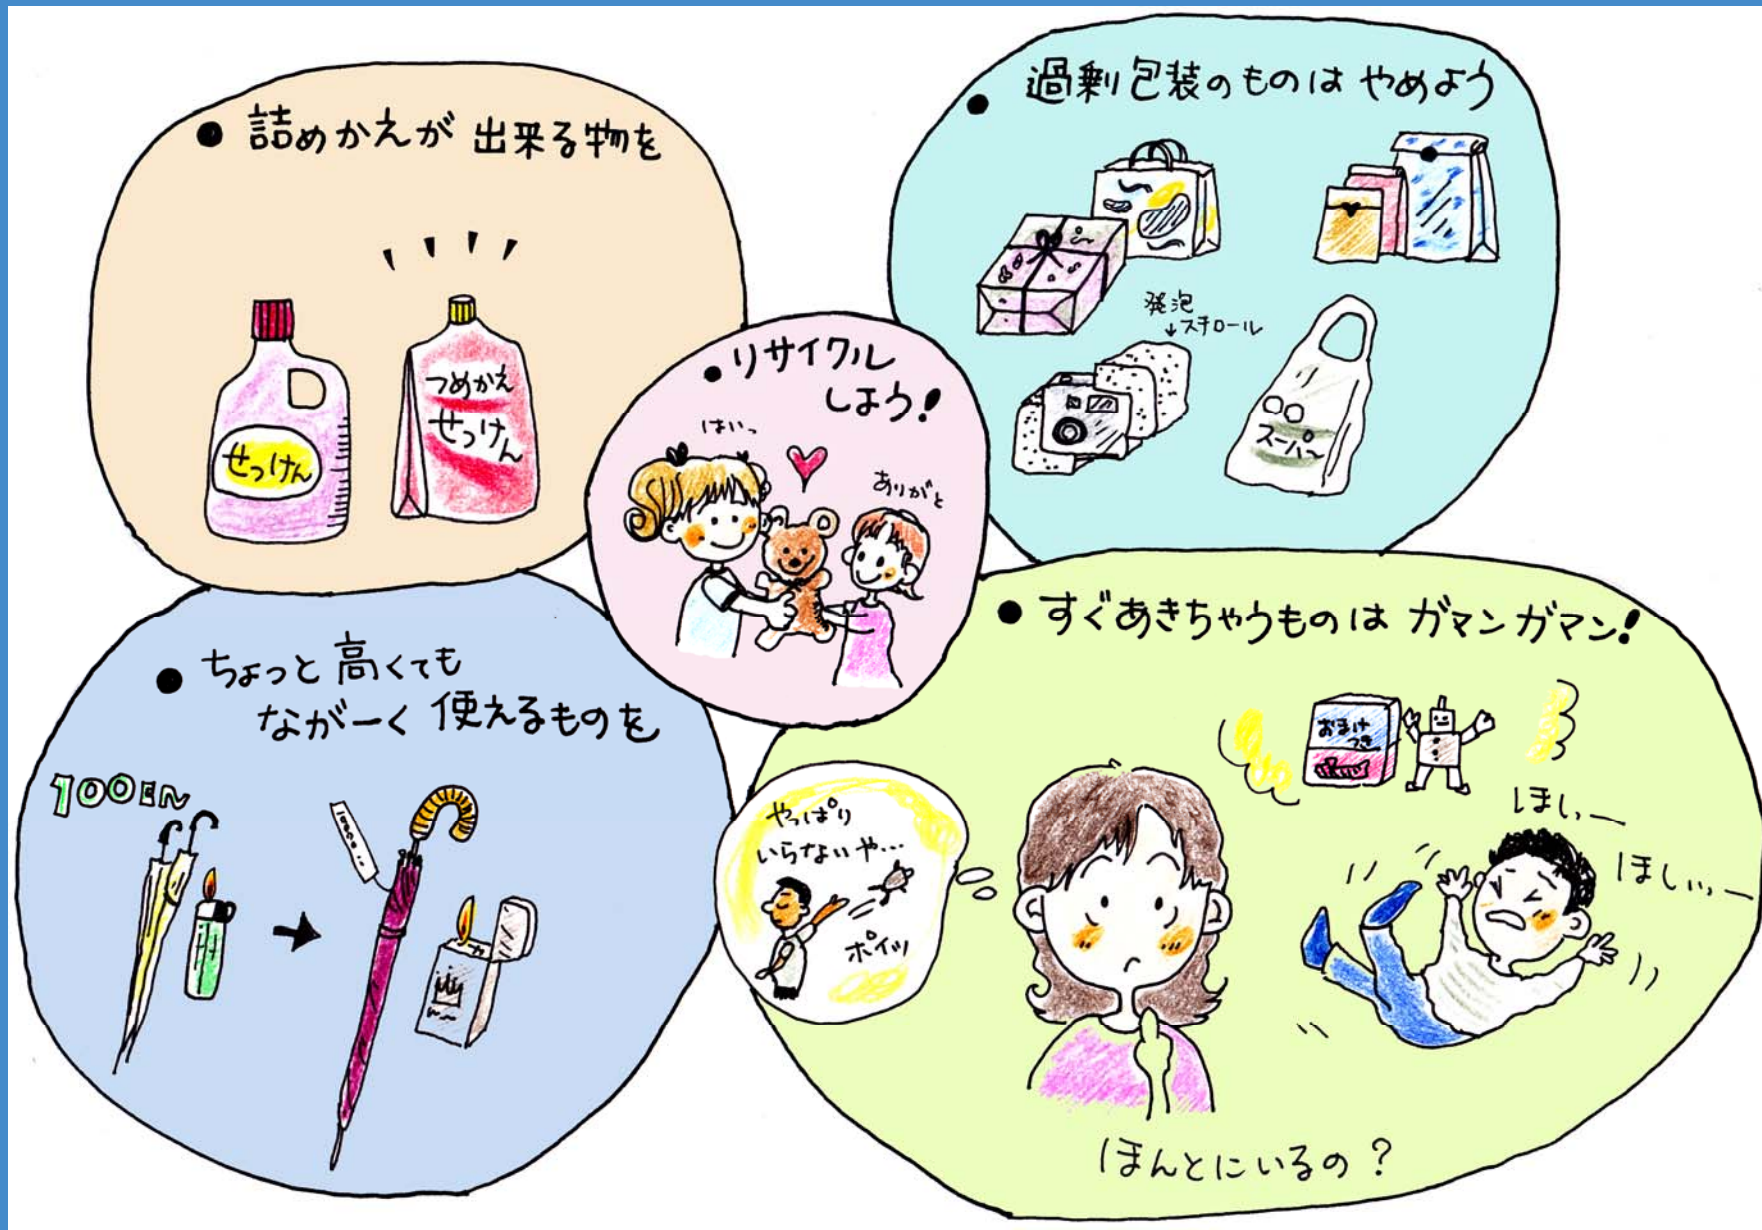 ● 詰めかえが 出来る物を
せっけん
つめかえ
せっけん
● 過剰包装のものは やめよう
発泡
↓スチロール
○○
スーパー
● リサイクル
しよう!
はいっ
ありがと
● ちょっと 高くても
ながーく 使えるものを
100EN
● すぐあきちゃうものは ガマンガマン!
おまけ
つき
ほしぃー
ほしぃっー
やっぱり
いらないや…
ポイッ
ほんとにいるの?